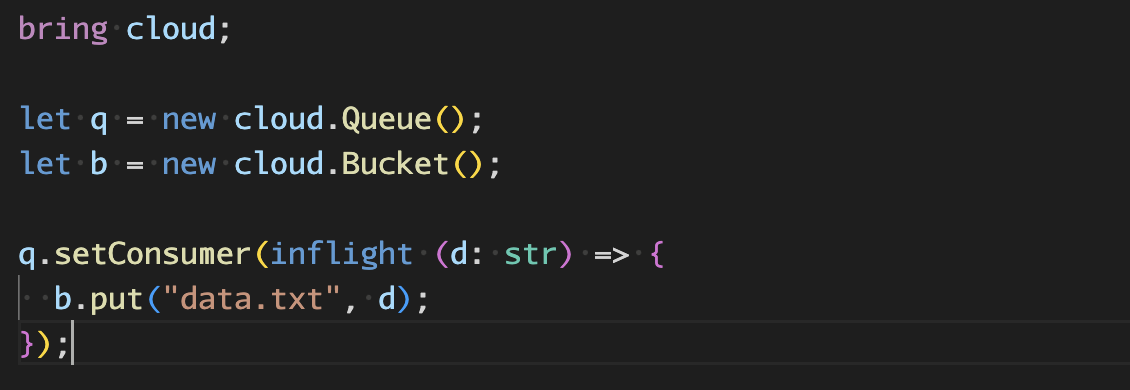 bring cloud;
let q = new cloud.Queue();
let b = new cloud.Bucket();
q.setConsumer(inflight (d: str) => {
  b.put("data.txt", d);
});